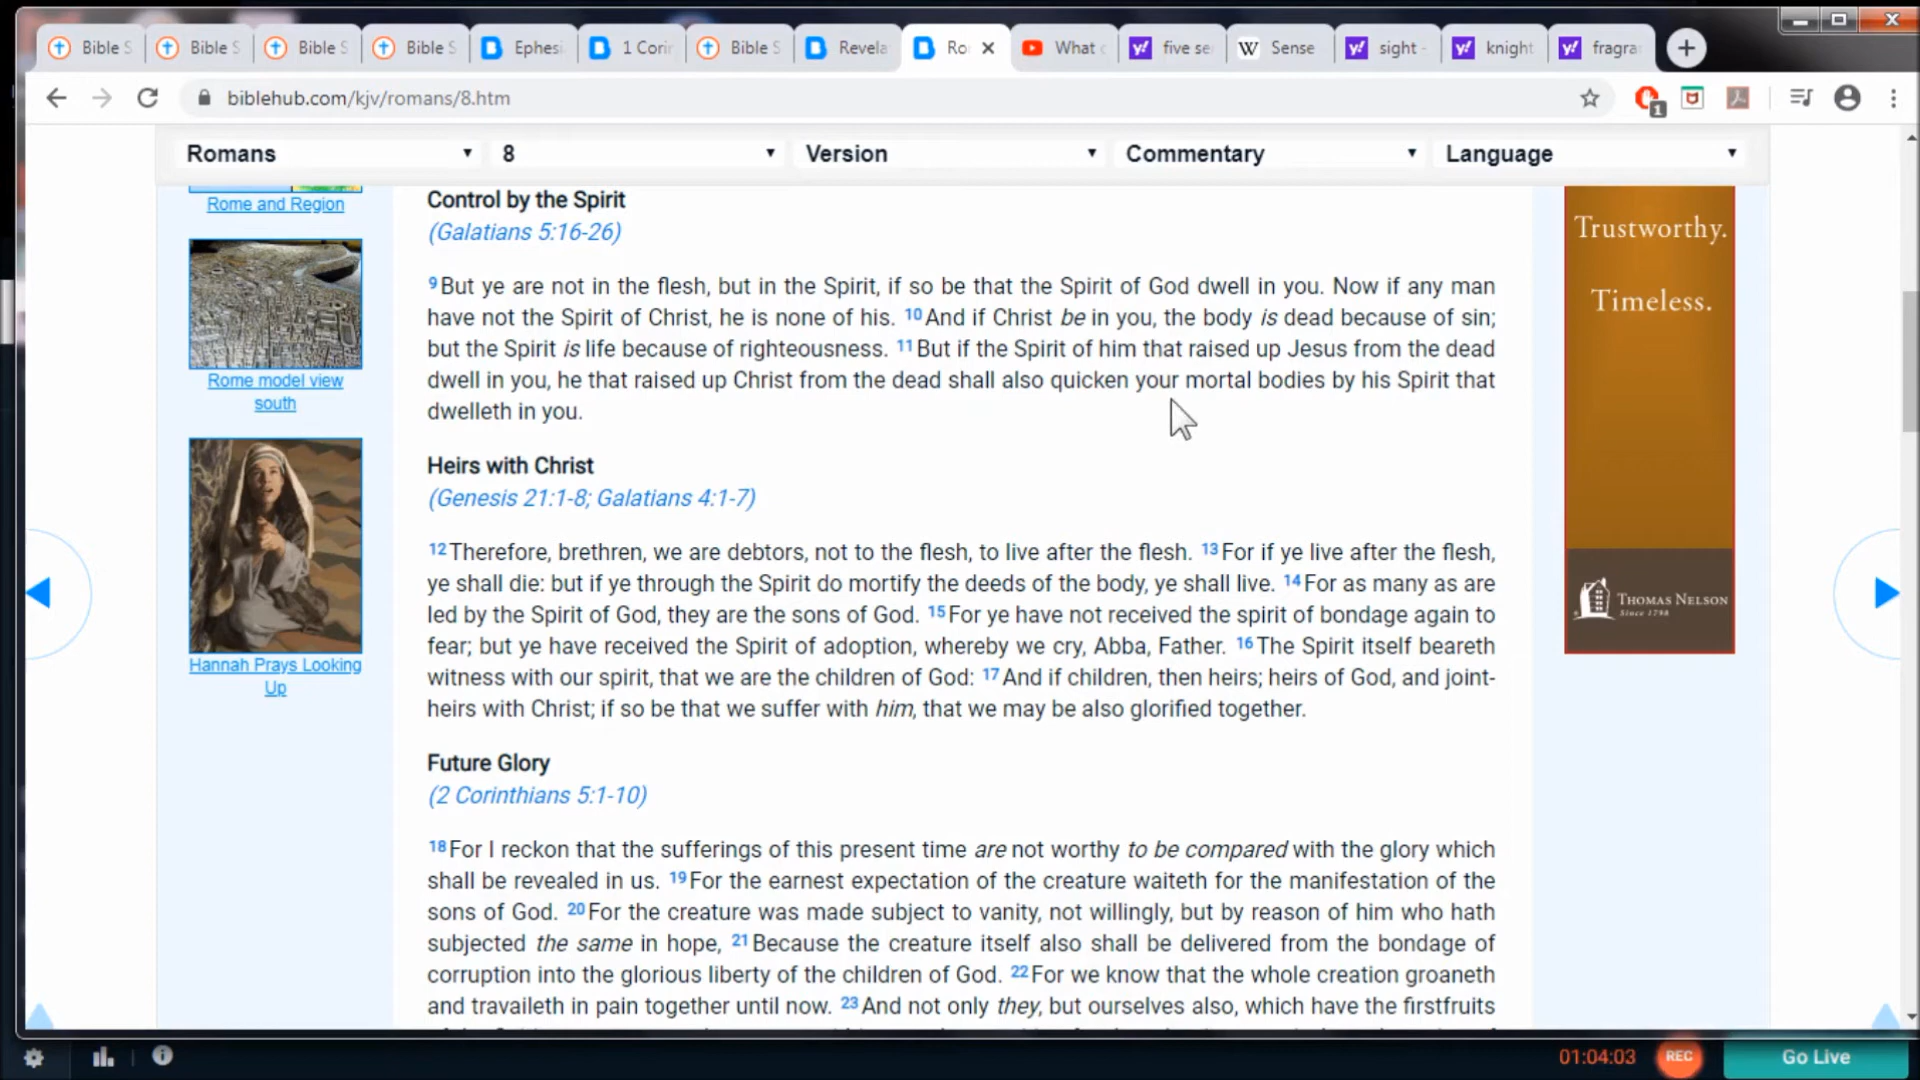 Bible S
Bible S
Bible S
Bible S
Ephesi
1 Corin
Bible S
Revela
Ro
What
five se
Sense
sight -
knight
fragra
biblehub.com/kjv/romans/8.htm
1
Romans
8
Version
Commentary
Language
Rome and Region
Rome model view
south
Hannah Prays Looking
Up
Control by the Spirit
(Galatians 5:16-26)
9 But ye are not in the flesh, but in the Spirit, if so be that the Spirit of God dwell in you. Now if any man
have not the Spirit of Christ, he is none of his. 10 And if Christ be in you, the body is dead because of sin;
but the Spirit is life because of righteousness. 11 But if the Spirit of him that raised up Jesus from the dead
dwell in you, he that raised up Christ from the dead shall also quicken your mortal bodies by his Spirit that
dwelleth in you.
Heirs with Christ
(Genesis 21:1-8; Galatians 4:1-7)
12 Therefore, brethren, we are debtors, not to the flesh, to live after the flesh. 13 For if ye live after the flesh,
ye shall die: but if ye through the Spirit do mortify the deeds of the body, ye shall live. 14 For as many as are
led by the Spirit of God, they are the sons of God. 15 For ye have not received the spirit of bondage again to
fear; but ye have received the Spirit of adoption, whereby we cry, Abba, Father. 16 The Spirit itself beareth
witness with our spirit, that we are the children of God: 17 And if children, then heirs; heirs of God, and joint-
heirs with Christ; if so be that we suffer with him, that we may be also glorified together.
Future Glory
(2 Corinthians 5:1-10)
18 For I reckon that the sufferings of this present time are not worthy to be compared with the glory which
shall be revealed in us. 19 For the earnest expectation of the creature waiteth for the manifestation of the
sons of God. 20 For the creature was made subject to vanity, not willingly, but by reason of him who hath
subjected the same in hope, 21 Because the creature itself also shall be delivered from the bondage of
corruption into the glorious liberty of the children of God. 22 For we know that the whole creation groaneth
and travaileth in pain together until now. 23 And not only they, but ourselves also, which have the firstfruits
Trustworthy.
Timeless.
THOMAS NELSON
Since 1798
01:04:03
REC
Go Live